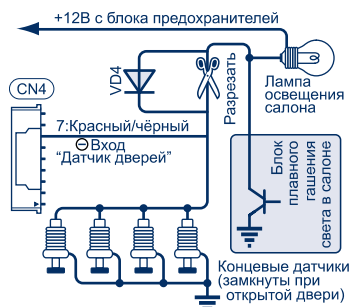 +12В с блока предохранителей
CN4
VD4
Разрезать
Лампа
освещения
салона
7:Красный/чёрный
⊖ Вход
"Датчик дверей"
Блок
плавного
гашения
света в салоне
Концевые датчики
(замкнуты при
открытой двери)